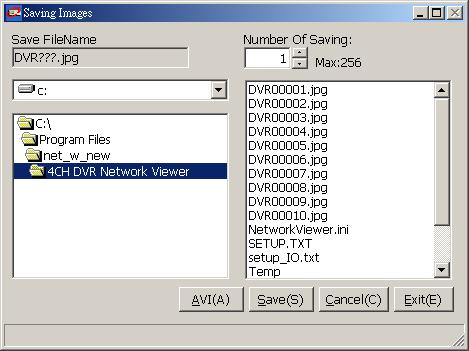 Saving Images
Save FileName
DVR???.jpg
Number Of Saving:
1
Max:256
c:
C:\
Program Files
net_w_new
4CH DVR Network Viewer
DVR00001.jpg
DVR00002.jpg
DVR00003.jpg
DVR00004.jpg
DVR00005.jpg
DVR00006.jpg
DVR00007.jpg
DVR00008.jpg
DVR00009.jpg
DVR00010.jpg
NetworkViewer.ini
SETUP.TXT
setup_IO.txt
Temp
AVI(A)
Save(S)
Cancel(C)
Exit(E)